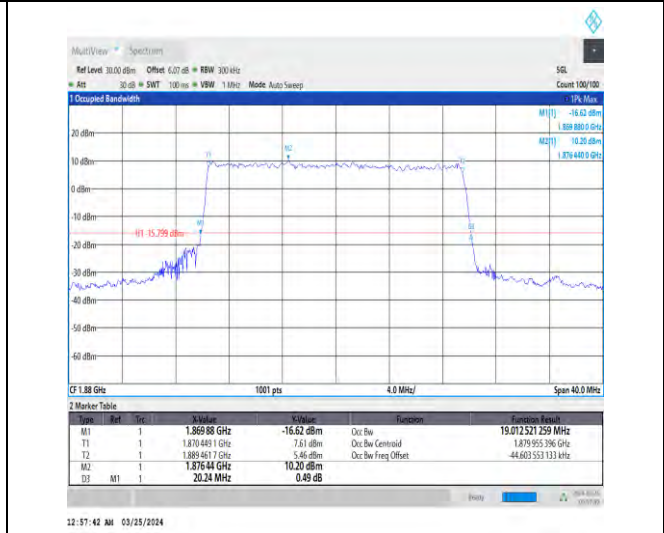 MultiView Spectrum
Ref Level 30.00 dBm Offset 6.07 dB RBW 300 kHz SGL
Att 30 dB SWT 100 ms VBW 1 MHz Mode Auto Sweep Count 100/100
1 Occupied Bandwidth 1Pk Max
M1[1] -16.62 dBm
1.869 880 0 GHz
M2[1] 10.20 dBm
1.876 440 0 GHz
20 dBm
M2
10 dBm
0 dBm
-10 dBm
M1
H1 -15.799 dBm
-20 dBm
-30 dBm
-40 dBm
-50 dBm
-60 dBm
CF 1.88 GHz 1001 pts 4.0 MHz/ Span 40.0 MHz
2 Marker Table
Type Ref Trc X-Value Y-Value Function Function Result
M1 1 1.869 88 GHz -16.62 dBm Occ Bw 19.012 521 259 MHz
T1 1 1.870 449 1 GHz 7.61 dBm Occ Bw Centroid 1.879 955 396 GHz
T2 1 1.889 461 7 GHz 5.46 dBm Occ Bw Freq Offset -44.603 553 133 kHz
M2 1 1.876 44 GHz 10.20 dBm
D3 M1 1 20.24 MHz 0.49 dB
Ready
12:57:42 AM 03/25/2024